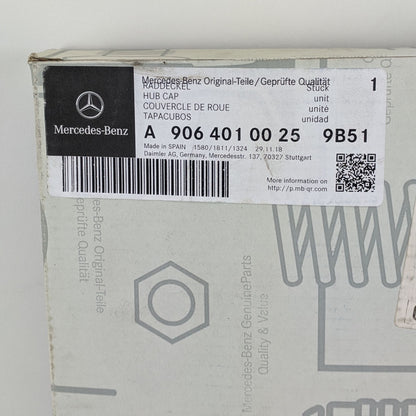 Mercedes-Benz Original-Teile/Geprüfte Qualität
RADDECKEL Stück 1
HUB CAP unit
COUVERCLE DE ROUE unité
TAPACUBOS unidad
Mercedes-Benz
A 906 401 00 25 9B51
Made in SPAIN 1580/1811/1324 29.11.18
Daimler AG, Germany, Mercedesstr. 137, 70327 Stuttgart
More information on
http://p.mb-qr.com
Mercedes-Benz Original-Teile
Geprüfte Qualität
Mercedes-Benz GenuineParts
Quality & Value